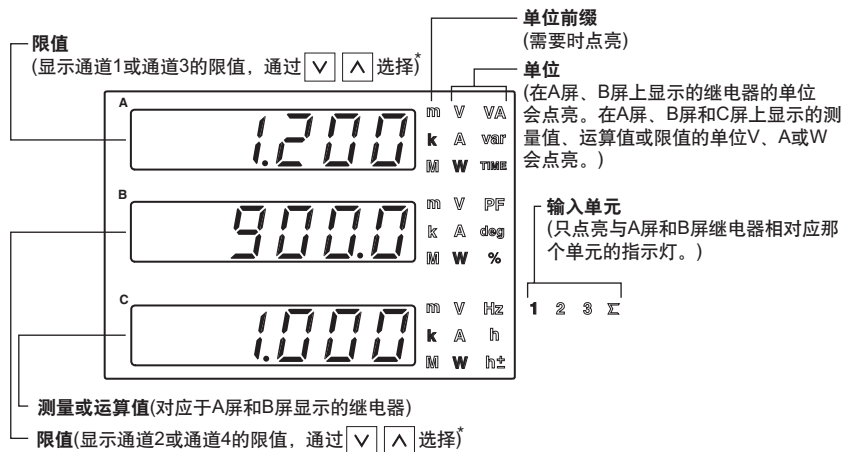 限值
(显示通道1或通道3的限值，通过 ∨ ∧ 选择)*
单位前缀
(需要时点亮)
单位
(在A屏、B屏上显示的继电器的单位
会点亮。在A屏、B屏和C屏上显示的测
量值、运算值或限值的单位V、A或W
会点亮。)
A
1.200
m V VA
k A var
M W TIME
B
900.0
m V PF
k A deg
M W %
输入单元
(只点亮与A屏和B屏继电器相对应那
个单元的指示灯。)
1 2 3 Σ
C
1.000
m V Hz
k A h
M W h±
测量或运算值(对应于A屏和B屏显示的继电器)
限值(显示通道2或通道4的限值，通过 ∨ ∧ 选择)*